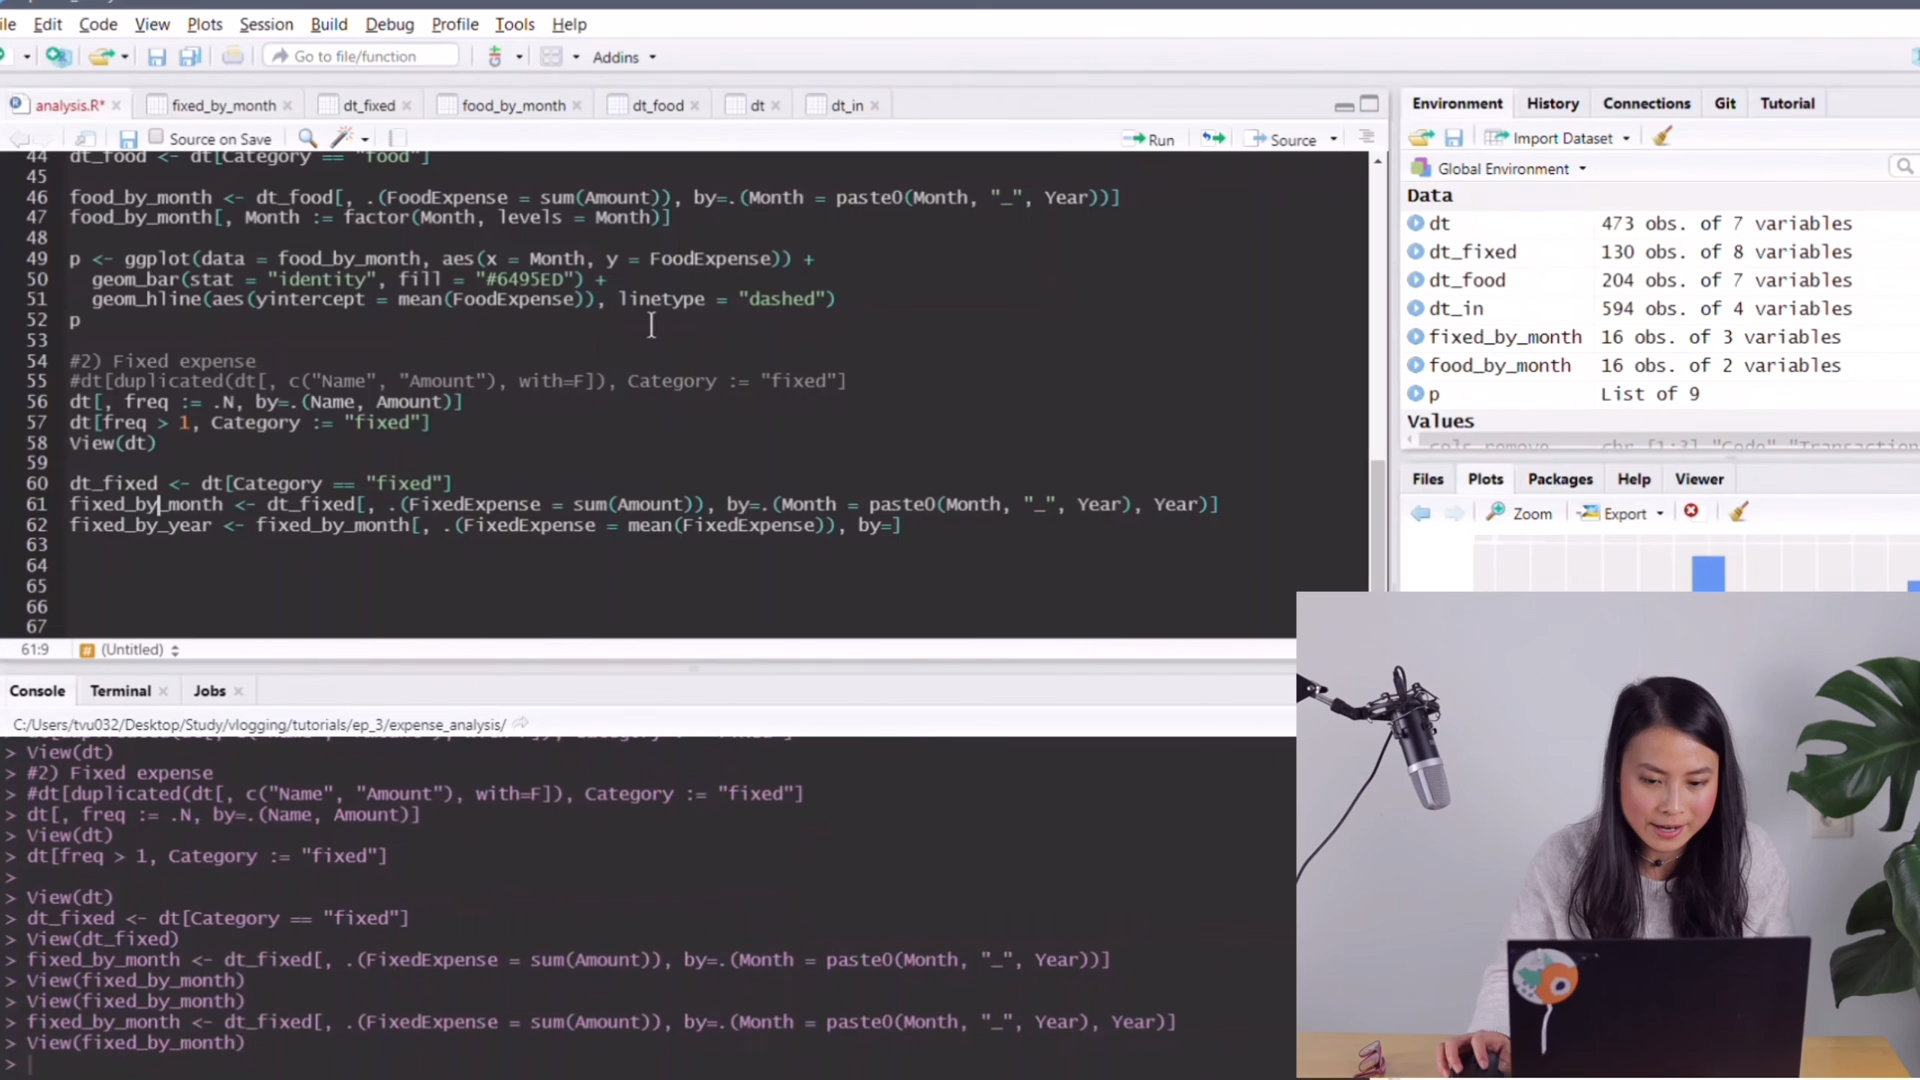 File Edit Code View Plots Session Build Debug Profile Tools Help
Go to file/function Addins
analysis.R* fixed_by_month dt_fixed food_by_month dt_food dt dt_in
Source on Save Run Source
44 dt_food <- dt[Category == "food"]
45
46 food_by_month <- dt_food[, .(FoodExpense = sum(Amount)), by=.(Month = paste0(Month, "_", Year))]
47 food_by_month[, Month := factor(Month, levels = Month)]
48
49 p <- ggplot(data = food_by_month, aes(x = Month, y = FoodExpense)) +
50 geom_bar(stat = "identity", fill = "#6495ED") +
51 geom_hline(aes(yintercept = mean(FoodExpense)), linetype = "dashed")
52 p
53
54 #2) Fixed expense
55 #dt[duplicated(dt[, c("Name", "Amount"), with=F]), Category := "fixed"]
56 dt[, freq := .N, by=.(Name, Amount)]
57 dt[freq > 1, Category := "fixed"]
58 View(dt)
59
60 dt_fixed <- dt[Category == "fixed"]
61 fixed_by_month <- dt_fixed[, .(FixedExpense = sum(Amount)), by=.(Month = paste0(Month, "_", Year), Year)]
62 fixed_by_year <- fixed_by_month[, .(FixedExpense = mean(FixedExpense)), by=]
63
64
65
66
67
61:9 # (Untitled)
Console Terminal Jobs
C:/Users/tvu032/Desktop/Study/vlogging/tutorials/ep_3/expense_analysis/
> View(dt)
> #2) Fixed expense
> #dt[duplicated(dt[, c("Name", "Amount"), with=F]), Category := "fixed"]
> dt[, freq := .N, by=.(Name, Amount)]
> View(dt)
> dt[freq > 1, Category := "fixed"]
>
> View(dt)
> dt_fixed <- dt[Category == "fixed"]
> View(dt_fixed)
> fixed_by_month <- dt_fixed[, .(FixedExpense = sum(Amount)), by=.(Month = paste0(Month, "_", Year))]
> View(fixed_by_month)
> View(fixed_by_month)
> fixed_by_month <- dt_fixed[, .(FixedExpense = sum(Amount)), by=.(Month = paste0(Month, "_", Year), Year)]
> View(fixed_by_month)
>
Environment History Connections Git Tutorial
Import Dataset
Global Environment
Data
dt 473 obs. of 7 variables
dt_fixed 130 obs. of 8 variables
dt_food 204 obs. of 7 variables
dt_in 594 obs. of 4 variables
fixed_by_month 16 obs. of 3 variables
food_by_month 16 obs. of 2 variables
p List of 9
Values
Files Plots Packages Help Viewer
Zoom Export